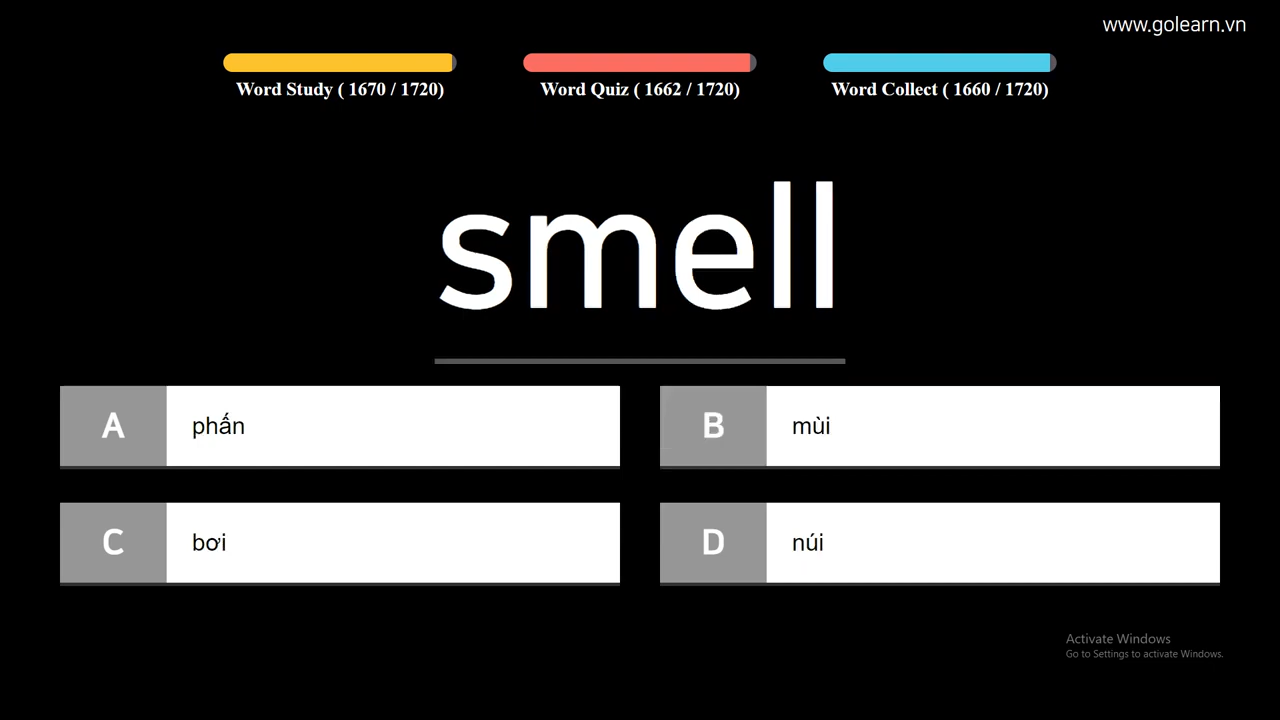 www.golearn.vn
Word Study ( 1670 / 1720)
Word Quiz ( 1662 / 1720)
Word Collect ( 1660 / 1720)
smell
A phấn
B mùi
C bơi
D núi
Activate Windows
Go to Settings to activate Windows.